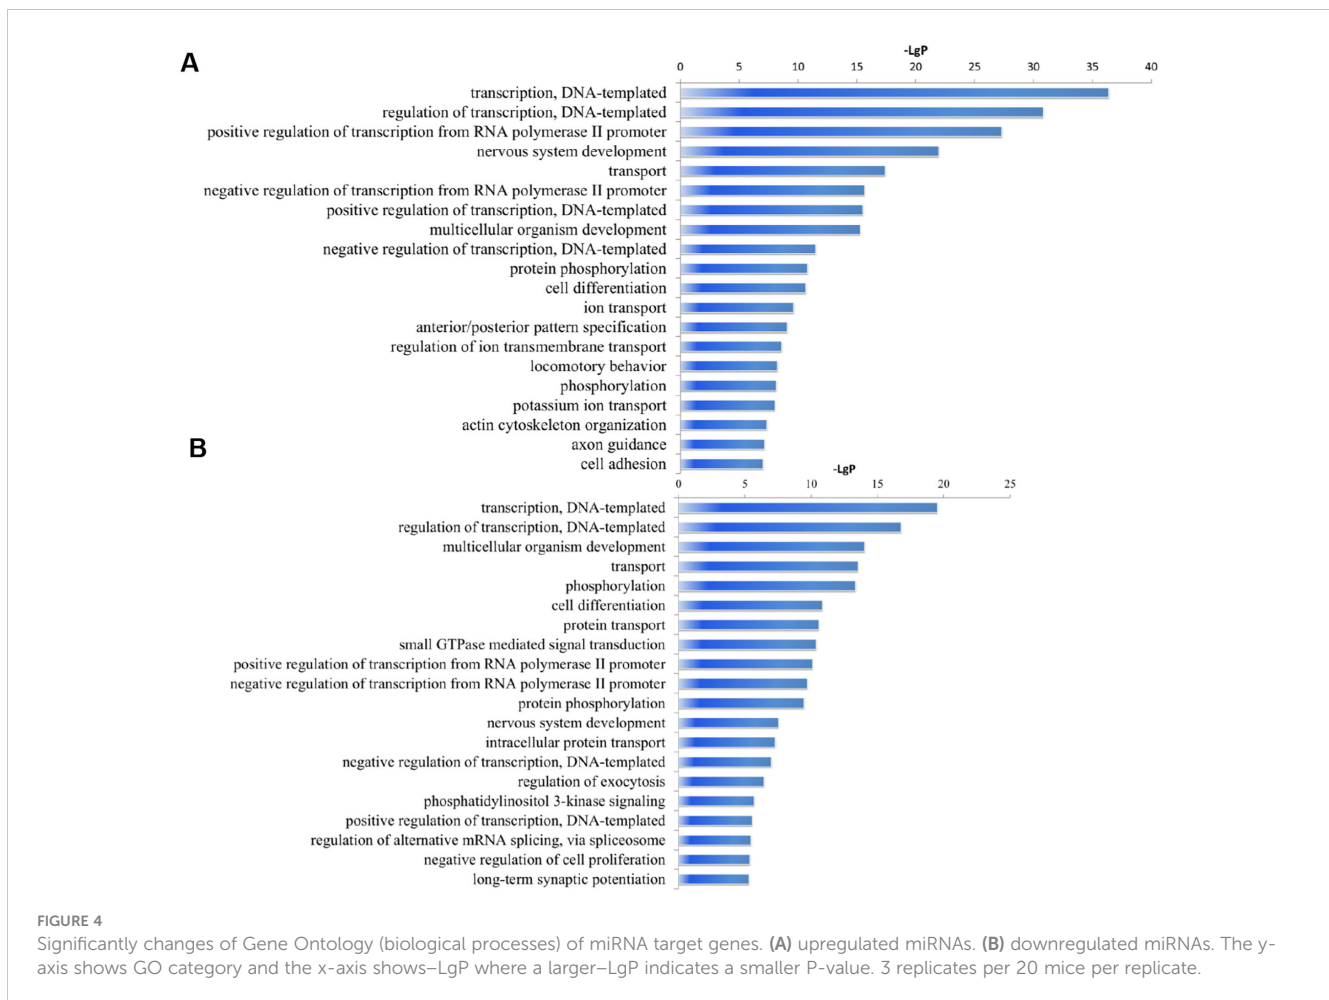 A
-LgP
0 5 10 15 20 25 30 35 40
transcription, DNA-templated
regulation of transcription, DNA-templated
positive regulation of transcription from RNA polymerase II promoter
nervous system development
transport
negative regulation of transcription from RNA polymerase II promoter
positive regulation of transcription, DNA-templated
multicellular organism development
negative regulation of transcription, DNA-templated
protein phosphorylation
cell differentiation
ion transport
anterior/posterior pattern specification
regulation of ion transmembrane transport
locomotory behavior
phosphorylation
potassium ion transport
actin cytoskeleton organization
axon guidance
cell adhesion
B
-LgP
0 5 10 15 20 25
transcription, DNA-templated
regulation of transcription, DNA-templated
multicellular organism development
transport
phosphorylation
cell differentiation
protein transport
small GTPase mediated signal transduction
positive regulation of transcription from RNA polymerase II promoter
negative regulation of transcription from RNA polymerase II promoter
protein phosphorylation
nervous system development
intracellular protein transport
negative regulation of transcription, DNA-templated
regulation of exocytosis
phosphatidylinositol 3-kinase signaling
positive regulation of transcription, DNA-templated
regulation of alternative mRNA splicing, via spliceosome
negative regulation of cell proliferation
long-term synaptic potentiation
FIGURE 4
Significantly changes of Gene Ontology (biological processes) of miRNA target genes. (A) upregulated miRNAs. (B) downregulated miRNAs. The y-
axis shows GO category and the x-axis shows–LgP where a larger–LgP indicates a smaller P-value. 3 replicates per 20 mice per replicate.